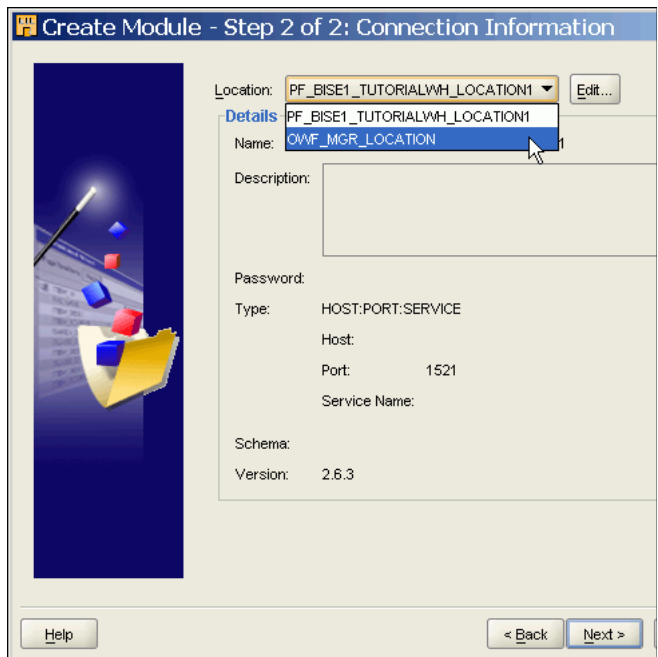 Create Module - Step 2 of 2: Connection Information
Location: PF_BISE1_TUTORIALWH_LOCATION1 Edit...
PF_BISE1_TUTORIALWH_LOCATION1
OWF_MGR_LOCATION
Details
Name: 1
Description:
Password:
Type: HOST:PORT:SERVICE
Host:
Port: 1521
Service Name:
Schema:
Version: 2.6.3
Help < Back Next >